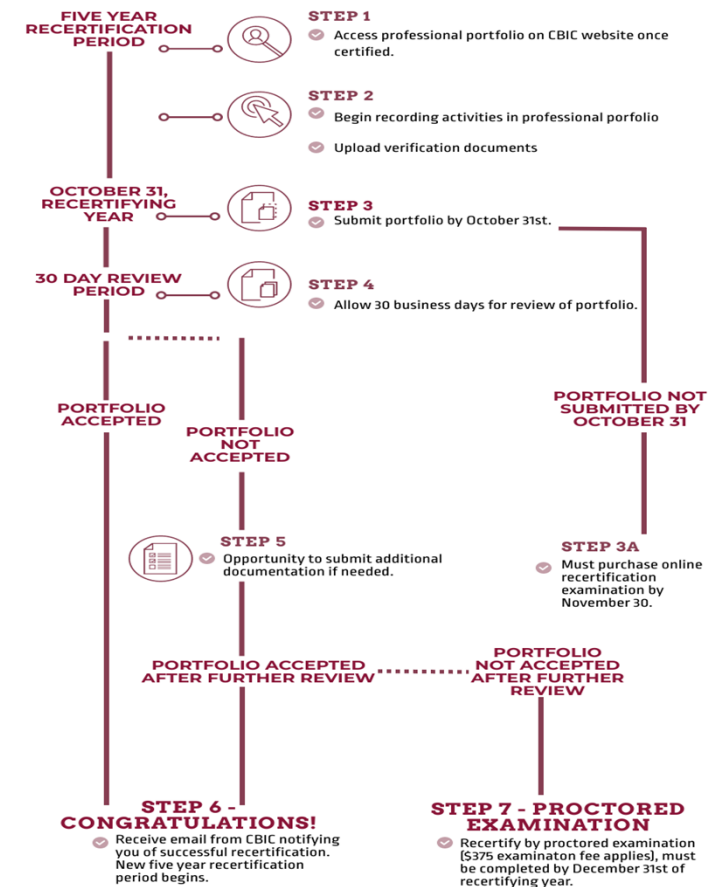 FIVE YEAR
RECERTIFICATION
PERIOD
STEP 1
Access professional portfolio on CBIC website once
certified.
STEP 2
Begin recording activities in professional porfolio
Upload verification documents
OCTOBER 31,
RECERTIFYING
YEAR
STEP 3
Submit portfolio by October 31st.
30 DAY REVIEW
PERIOD
STEP 4
Allow 30 business days for review of portfolio.
PORTFOLIO
ACCEPTED
PORTFOLIO
NOT
ACCEPTED
PORTFOLIO NOT
SUBMITTED BY
OCTOBER 31
STEP 5
Opportunity to submit additional
documentation if needed.
STEP 3A
Must purchase online
recertification
examination by
November 30.
PORTFOLIO ACCEPTED
AFTER FURTHER REVIEW
PORTFOLIO
NOT ACCEPTED
AFTER FURTHER
REVIEW
STEP 6 -
CONGRATULATIONS!
Receive email from CBIC notifying
you of successful recertification.
New five year recertification
period begins.
STEP 7 - PROCTORED
EXAMINATION
Recertify by proctored examination
($375 examinaton fee applies), must
be completed by December 31st of
recertifying year.